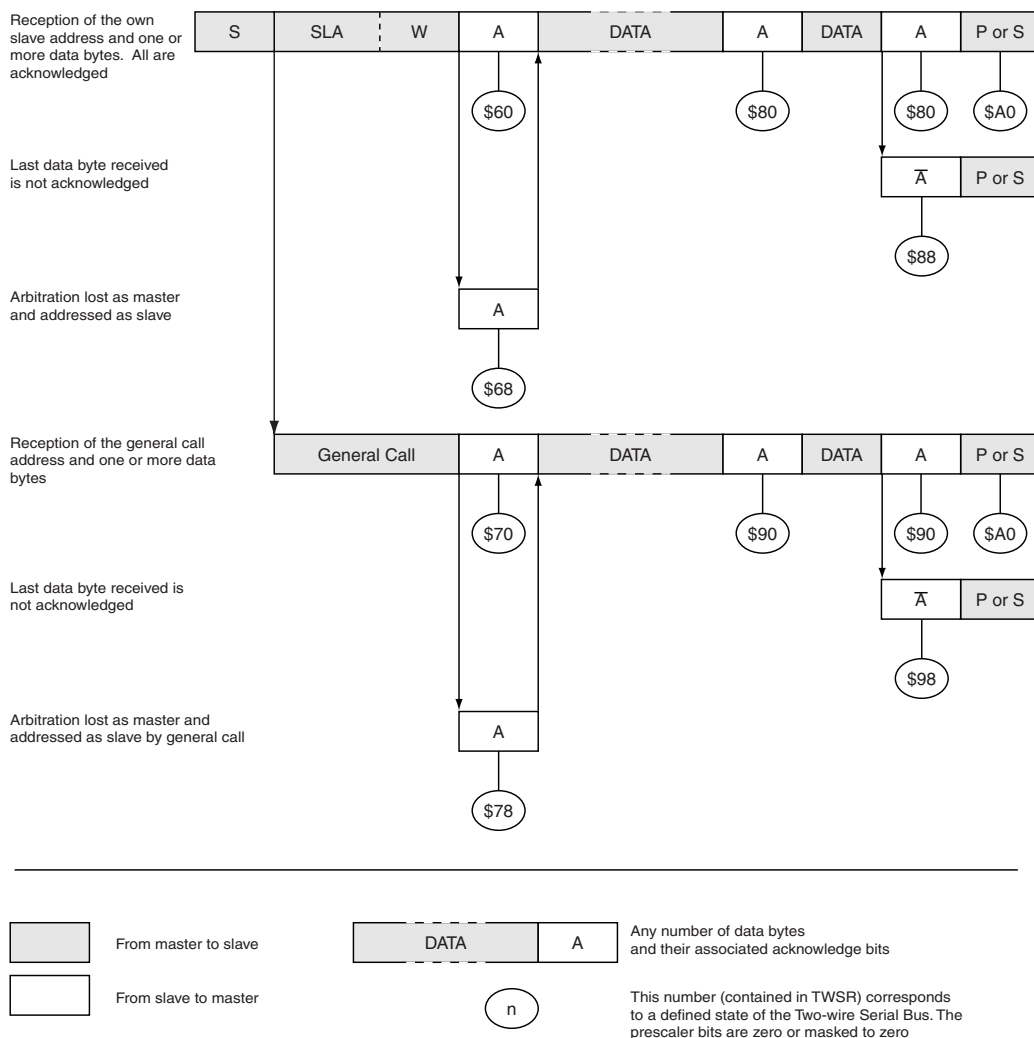 Reception of the own
slave address and one or
more data bytes. All are
acknowledged
S SLA W A DATA A DATA A P or S
$60 $80 $80 $A0
Last data byte received
is not acknowledged
A̅ P or S
$88
Arbitration lost as master
and addressed as slave
A
$68
Reception of the general call
address and one or more data
bytes
General Call A DATA A DATA A P or S
$70 $90 $90 $A0
Last data byte received is
not acknowledged
A̅ P or S
$98
Arbitration lost as master and
addressed as slave by general call
A
$78
From master to slave
DATA A
Any number of data bytes
and their associated acknowledge bits
From slave to master
n
This number (contained in TWSR) corresponds
to a defined state of the Two-wire Serial Bus. The
prescaler bits are zero or masked to zero